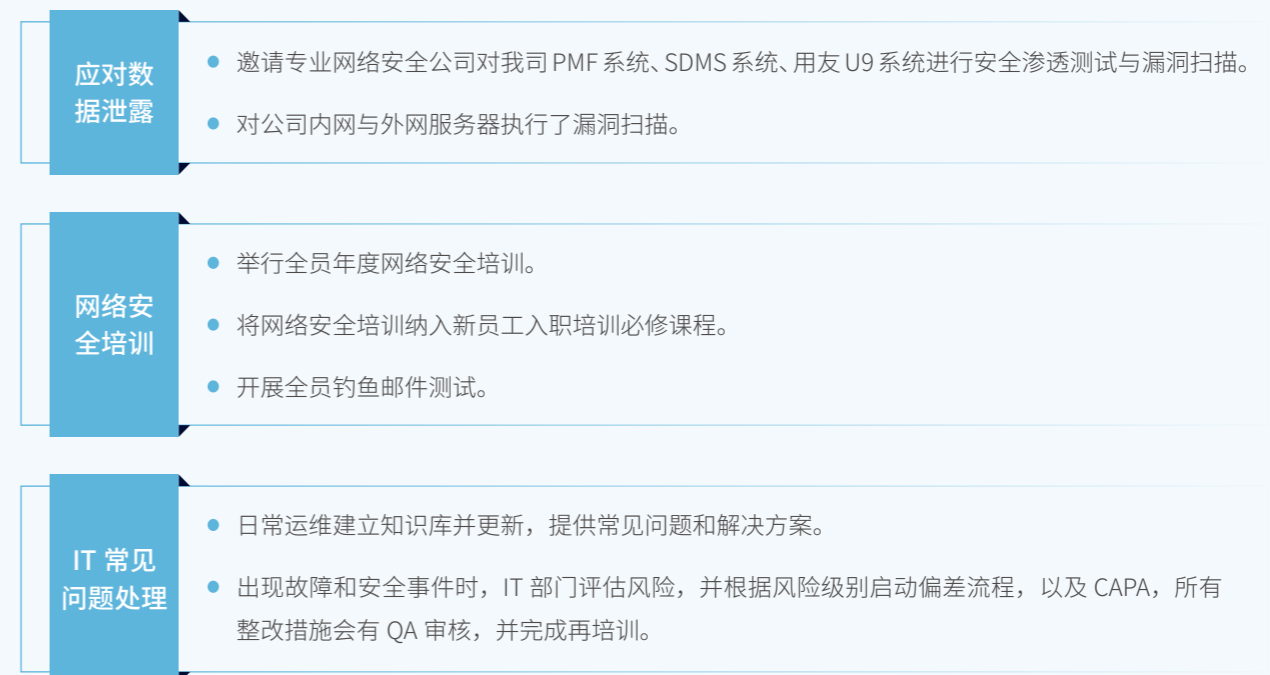 应对数
据泄露
邀请专业网络安全公司对我司 PMF 系统、SDMS 系统、用友 U9 系统进行安全渗透测试与漏洞扫描。
对公司内网与外网服务器执行了漏洞扫描。
网络安
全培训
举行全员年度网络安全培训。
将网络安全培训纳入新员工入职培训必修课程。
开展全员钓鱼邮件测试。
IT 常见
问题处理
日常运维建立知识库并更新，提供常见问题和解决方案。
出现故障和安全事件时，IT 部门评估风险，并根据风险级别启动偏差流程，以及 CAPA，所有
整改措施会有 QA 审核，并完成再培训。